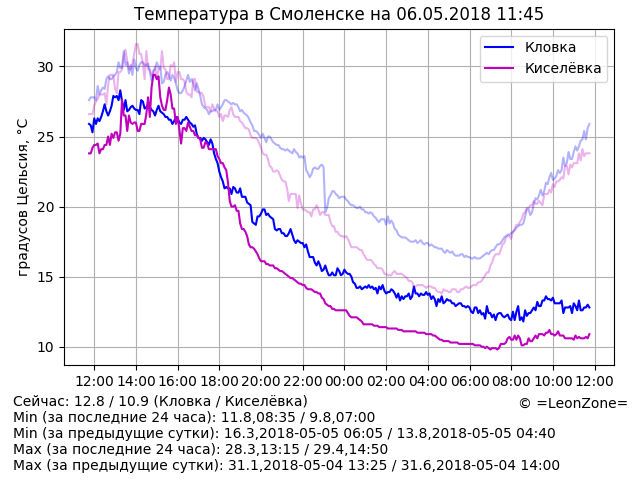 Температура в Смоленске на 06.05.2018 11:45
Кловка
Киселёвка
градусов Цельсия, °C
30
25
20
15
10
12:00 14:00 16:00 18:00 20:00 22:00 00:00 02:00 04:00 06:00 08:00 10:00 12:00
Сейчас: 12.8 / 10.9 (Кловка / Киселёвка)
© =LeonZone=
Min (за последние 24 часа): 11.8,08:35 / 9.8,07:00
Min (за предыдущие сутки): 16.3,2018-05-05 06:05 / 13.8,2018-05-05 04:40
Max (за последние 24 часа): 28.3,13:15 / 29.4,14:50
Max (за предыдущие сутки): 31.1,2018-05-04 13:25 / 31.6,2018-05-04 14:00